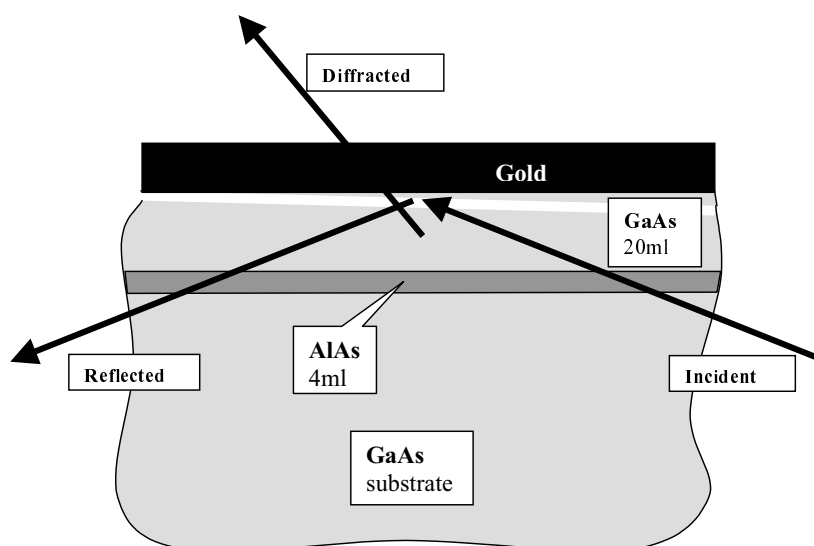 Diffracted
Gold
GaAs
20ml
AlAs
4ml
Reflected
Incident
GaAs
substrate